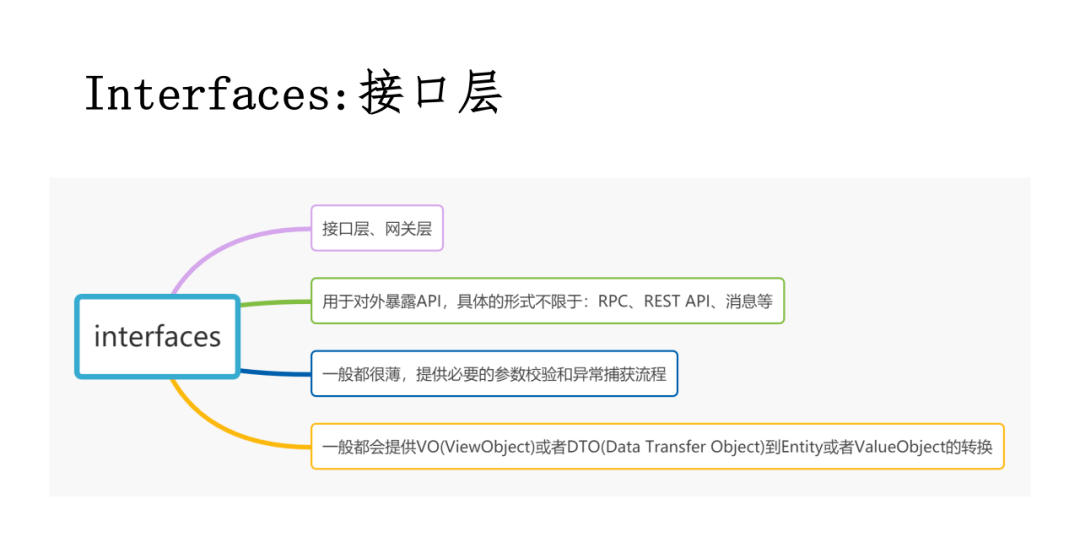 Interfaces:接口层
接口层、网关层
用于对外暴露API，具体的形式不限于：RPC、REST API、消息等
interfaces
一般都很薄，提供必要的参数校验和异常捕获流程
一般都会提供VO(ViewObject)或者DTO(Data Transfer Object)到Entity或者ValueObject的转换